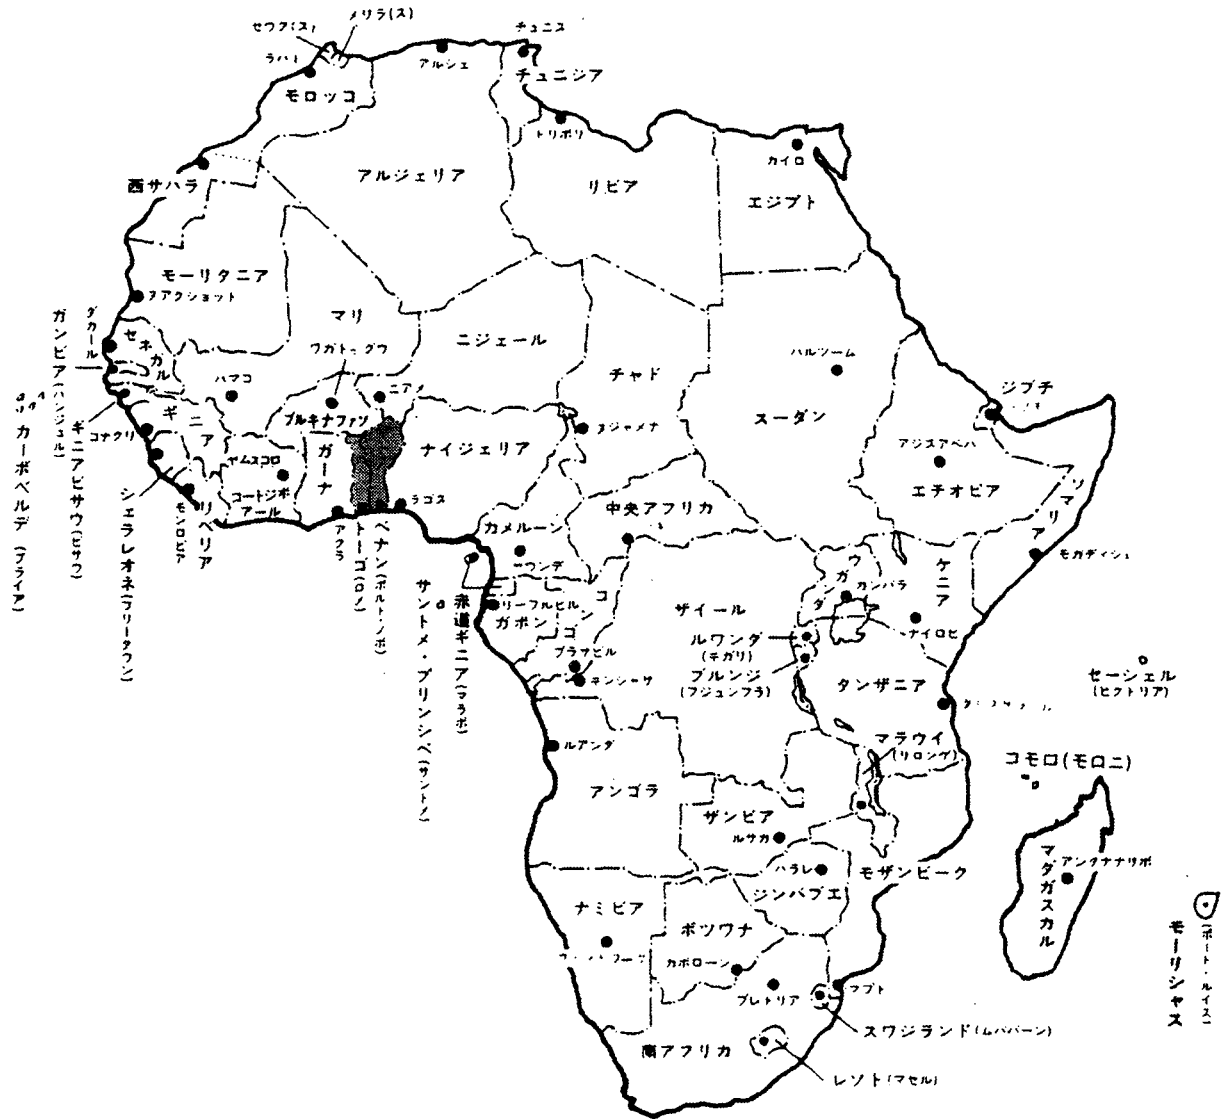 メリラ(ス)
セウタ(ス)
チュニス
アルジェ
チュニジア
モロッコ
トリポリ
カイロ
アルジェリア
リビア
西サハラ
エジプト
モーリタニア
ヌアクショット
マリ
ニジェール
ダカール
セネガル
ガンビア(バンジュル)
ワガトゥグウ
ハルツーム
チャド
ニアメ
バマコ
ジブチ
カーボベルデ(プライア)
ギニアビサウ(ビサウ)
ギニア
コナクリ
ブルキナファソ
スーダン
ヌジャメナ
ナイジェリア
アジスアベバ
エチオピア
ソマリア
ヤムスコロ
ガーナ
コートジボアール
シェラレオネ(フリータウン)
モンロビア
リベリア
アクラ
トーゴ(ロメ)
ベナン(ポルト・ノボ)
ラゴス
中央アフリカ
カメルーン
ヤウンデ
モガディシュ
ウガンダ
カンパラ
ケニア
ナイロビ
サントメ・プリンシペ(サントメ)
赤道ギニア(マラボ)
リーブルビル
ガボン
コンゴ
ザイール
ルワンダ
(キガリ)
ブルンジ
(ブジュンブラ)
ブラザビル
キンシャサ
タンザニア
セーシェル
(ビクトリア)
ルアンダ
マラウイ
(リロングウェ)
コモロ(モロニ)
アンゴラ
ザンビア
ルサカ
ハラレ
モザンビーク
ジンバブエ
マダガスカル
アンタナナリボ
ナミビア
ボツワナ
カボローン
プレトリア
マプト
モーリシャス
(ポート・ルイス)
スワジランド(ムババーン)
南アフリカ
レソト(マセル)